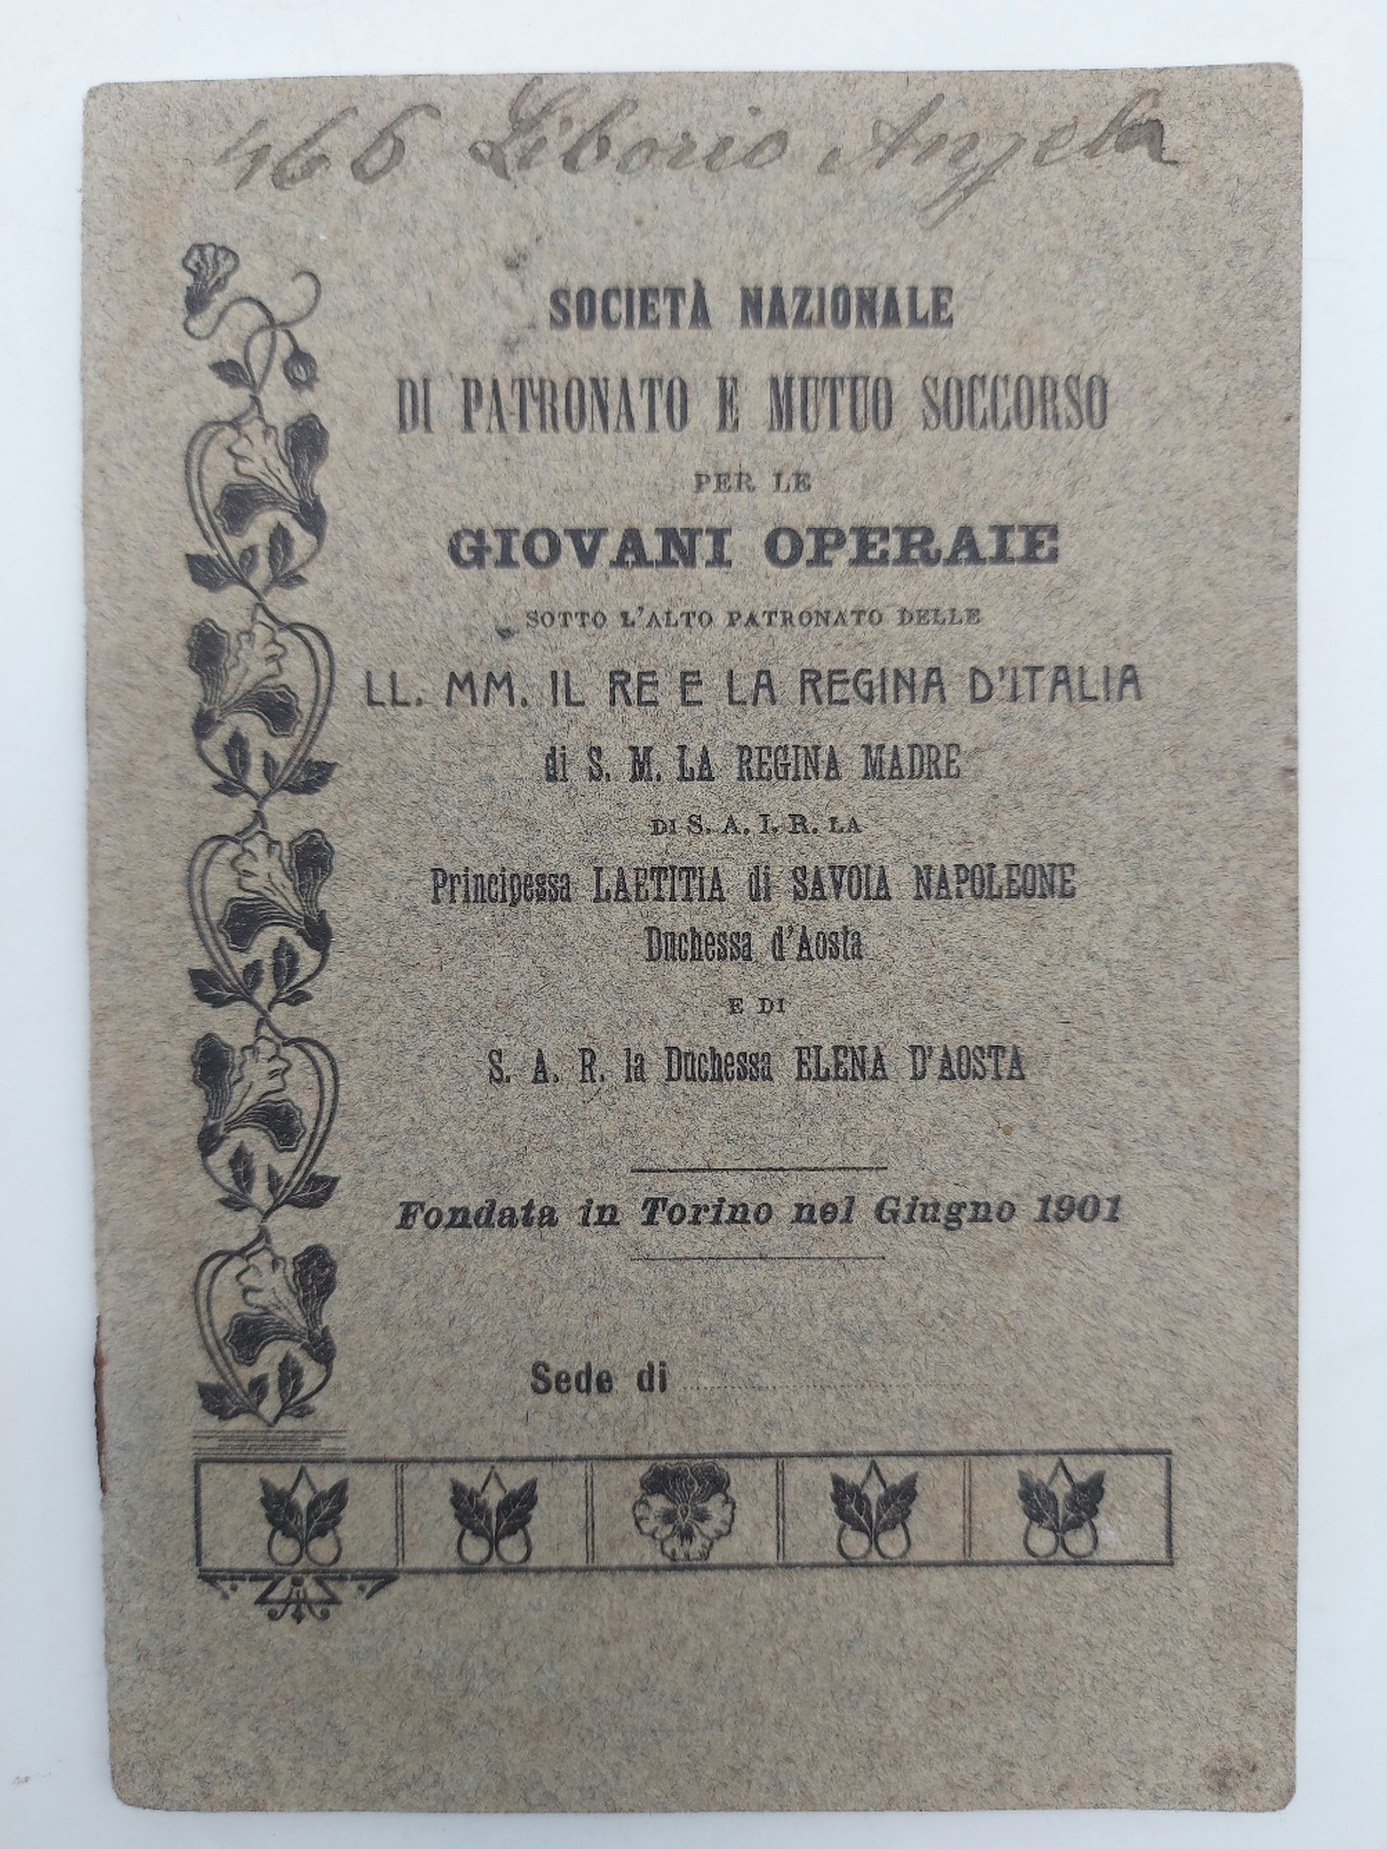 466 Liborio Angela
SOCIETÀ NAZIONALE
DI PATRONATO E MUTUO SOCCORSO
PER LE
GIOVANI OPERAIE
SOTTO L'ALTO PATRONATO DELLE
LL. MM. IL RE E LA REGINA D'ITALIA
di S. M. LA REGINA MADRE
DI S. A. I. R. LA
Principessa LAETITIA di SAVOIA NAPOLEONE
Duchessa d'Aosta
E DI
S. A. R. la Duchessa ELENA D'AOSTA
Fondata in Torino nel Giugno 1901
Sede di